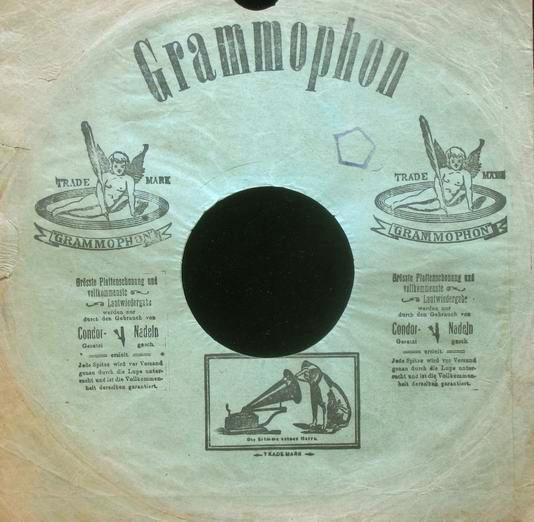 Grammophon
TRADE MARK
GRAMMOPHON
TRADE MARK
GRAMMOPHON
Grösste Plattenschonung und
vollkommenste
Lautwiedergabe
werden nur
durch den Gebrauch von
Condor- Nadeln
Gesetzl gesch.
erzielt
Jede Spitze wird vor Versand
genau durch die Lupe unter-
sucht und ist die Vollkommen-
heit derselben garantiert.
Grösste Plattenschonung und
vollkommenste
Lautwiedergabe
werden nur
durch den Gebrauch von
Condor- Nadeln
Gesetzl gesch.
erzielt
Jede Spitze wird vor Versand
genau durch die Lupe unter-
sucht und ist die Vollkommen-
heit derselben garantiert.
Die Stimme seines Herrn.
TRADE MARK